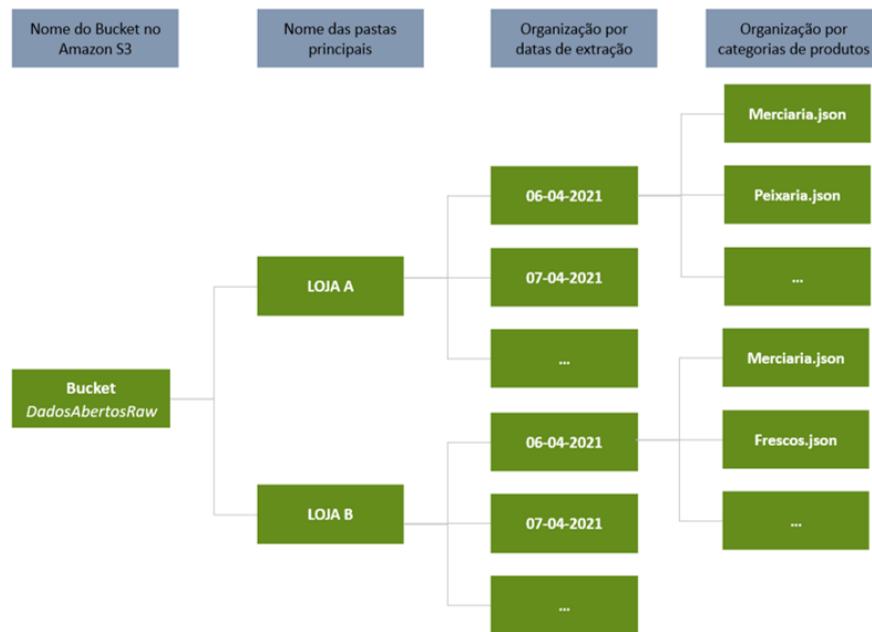 Nome do Bucket no
Amazon S3
Nome das pastas
principais
Organização por
datas de extração
Organização por
categorias de produtos
Merciaria.json
06-04-2021
Peixaria.json
LOJA A
07-04-2021
...
...
Merciaria.json
Bucket
DadosAbertosRaw
06-04-2021
Frescos.json
LOJA B
07-04-2021
...
...